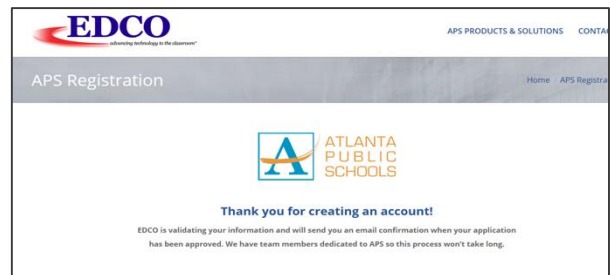 EDCO
advancing technology to the classroom"
APS PRODUCTS & SOLUTIONS CONTAC
APS Registration
Home APS Registra
ATLANTA
PUBLIC
SCHOOLS
Thank you for creating an account!
EDCO is validating your information and will send you an email confirmation when your application
has been approved. We have team members dedicated to APS so this process won't take long.